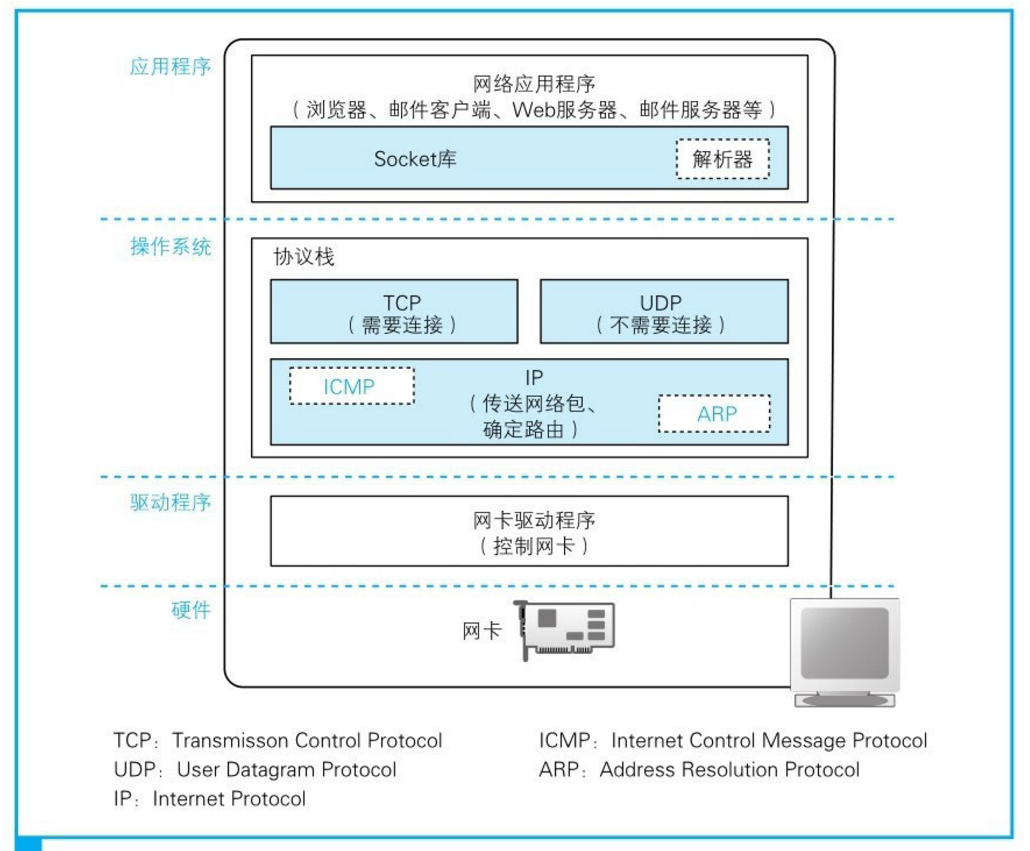 应用程序
网络应用程序
（浏览器、邮件客户端、Web服务器、邮件服务器等）
Socket库
解析器
操作系统
协议栈
TCP
（需要连接）
UDP
（不需要连接）
ICMP
IP
（传送网络包、
确定路由）
ARP
驱动程序
网卡驱动程序
（控制网卡）
硬件
网卡
TCP：Transmisson Control Protocol
UDP：User Datagram Protocol
IP：Internet Protocol
ICMP：Internet Control Message Protocol
ARP：Address Resolution Protocol